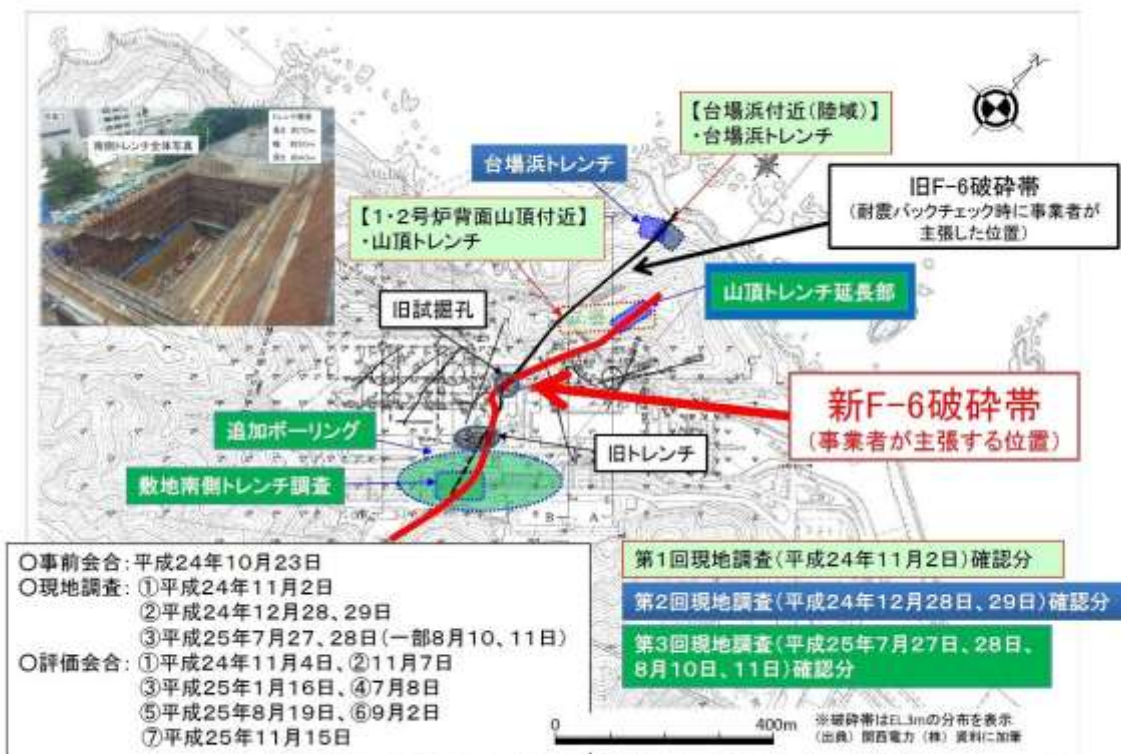 南側トレンチ全体写真
【台場浜付近(陸域)】
・台場浜トレンチ
台場浜トレンチ
旧F-6破砕帯
(耐震バックチェック時に事業者が
主張した位置)
【1・2号炉背面山頂付近】
・山頂トレンチ
山頂トレンチ延長部
旧試掘孔
新F-6破砕帯
(事業者が主張する位置)
追加ボーリング
旧トレンチ
敷地南側トレンチ調査
○事前会合:平成24年10月23日
○現地調査:①平成24年11月2日
②平成24年12月28、29日
③平成25年7月27、28日(一部8月10、11日)
○評価会合:①平成24年11月4日、②11月7日
③平成25年1月16日、④7月8日
⑤平成25年8月19日、⑥9月2日
⑦平成25年11月15日
第1回現地調査(平成24年11月2日)確認分
第2回現地調査(平成24年12月28日、29日)確認分
第3回現地調査(平成25年7月27日、28日、
8月10日、11日)確認分
0 400m
※破砕帯はEL.3mの分布を表示
(出典)関西電力(株)資料に加筆